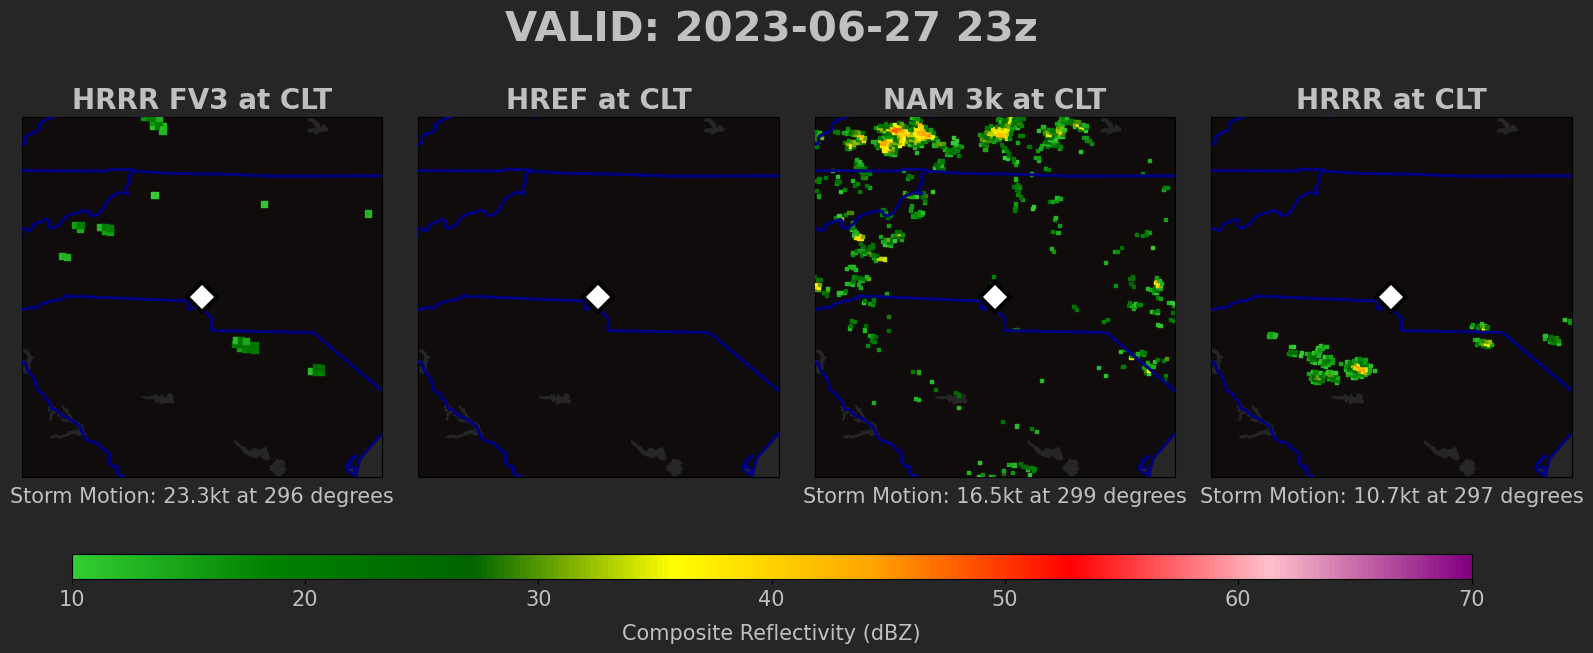 VALID: 2023-06-27 23z
HRRR FV3 at CLT
HREF at CLT
NAM 3k at CLT
HRRR at CLT
Storm Motion: 23.3kt at 296 degrees
Storm Motion: 16.5kt at 299 degrees
Storm Motion: 10.7kt at 297 degrees
10 20 30 40 50 60 70
Composite Reflectivity (dBZ)